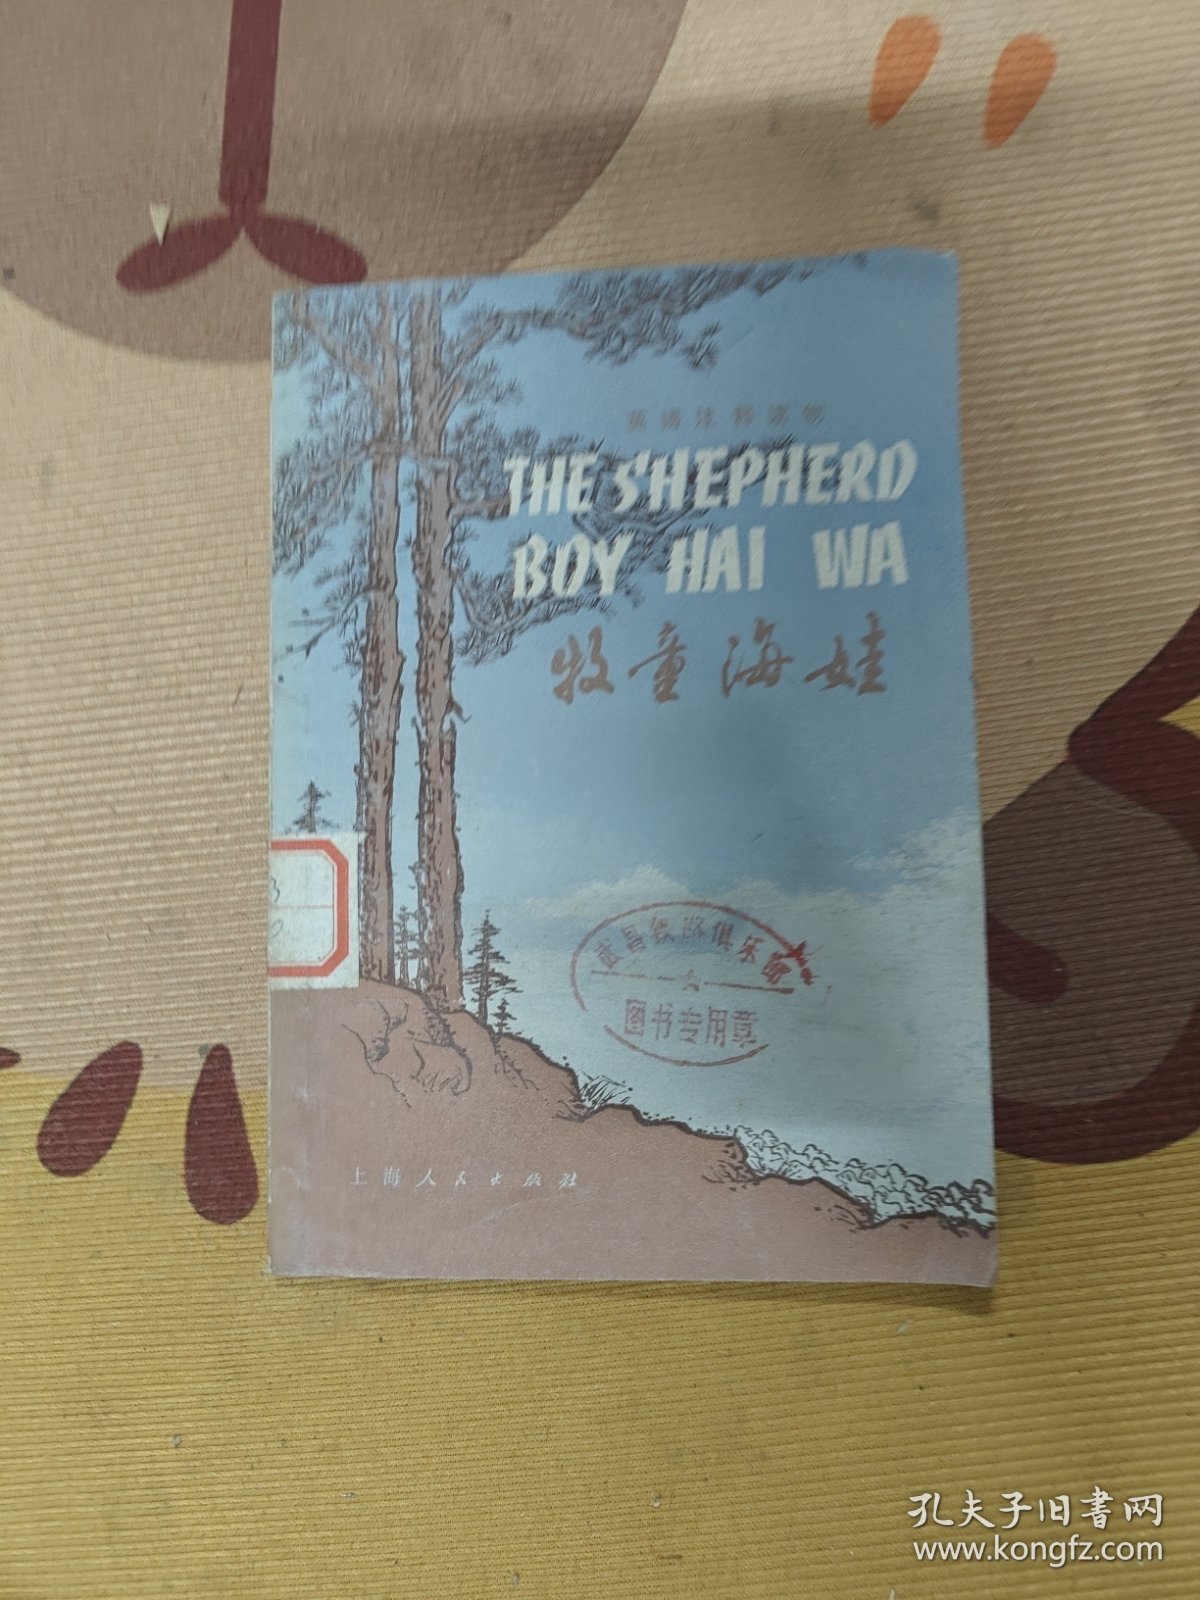 英语注释读物
THE SHEPHERD
BOY HAI WA
牧童海娃
武昌铁路俱乐部
图书专用章
上海人民出版社
孔夫子旧书网
www.kongfz.com